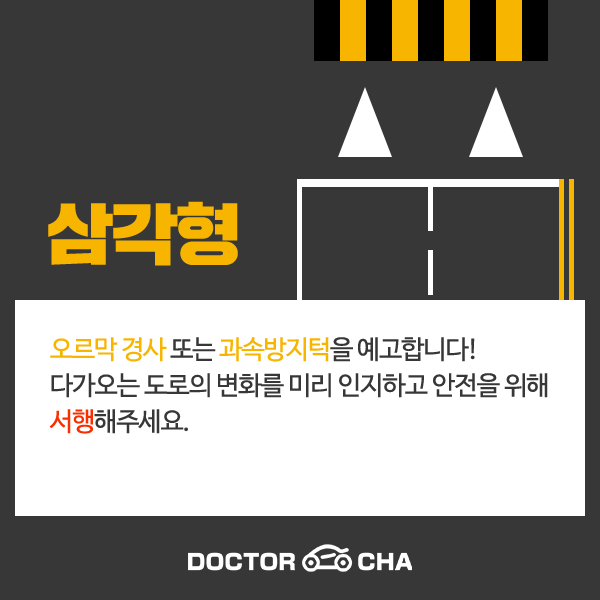 삼각형
오르막 경사 또는 과속방지턱을 예고합니다!
다가오는 도로의 변화를 미리 인지하고 안전을 위해
서행해주세요.
DOCTOR CHA